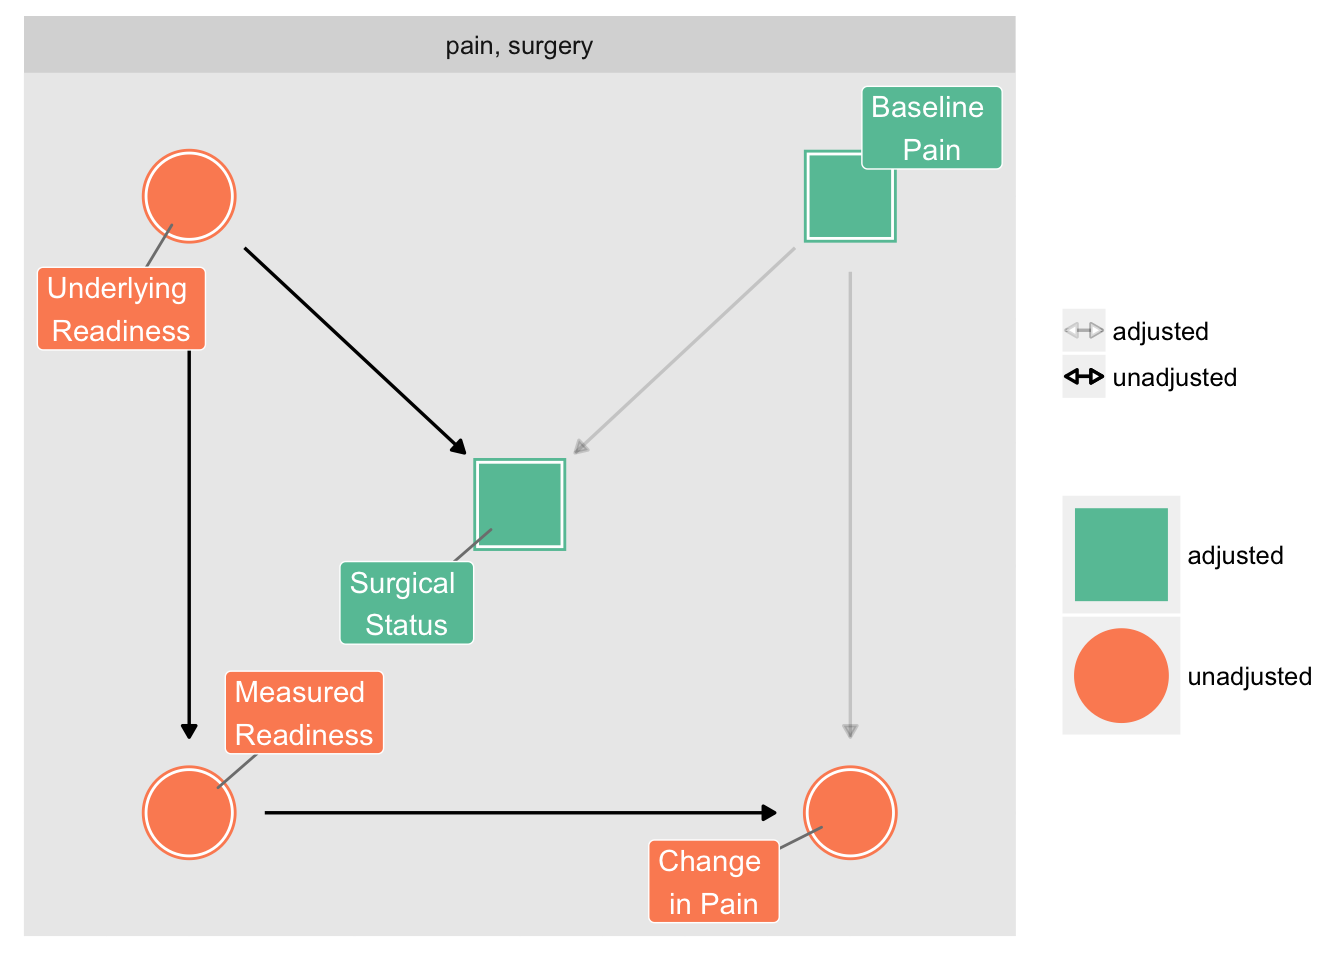 pain, surgery
Baseline
Pain
Underlying
Readiness
Surgical
Status
Measured
Readiness
Change
in Pain
adjusted
unadjusted
adjusted
unadjusted